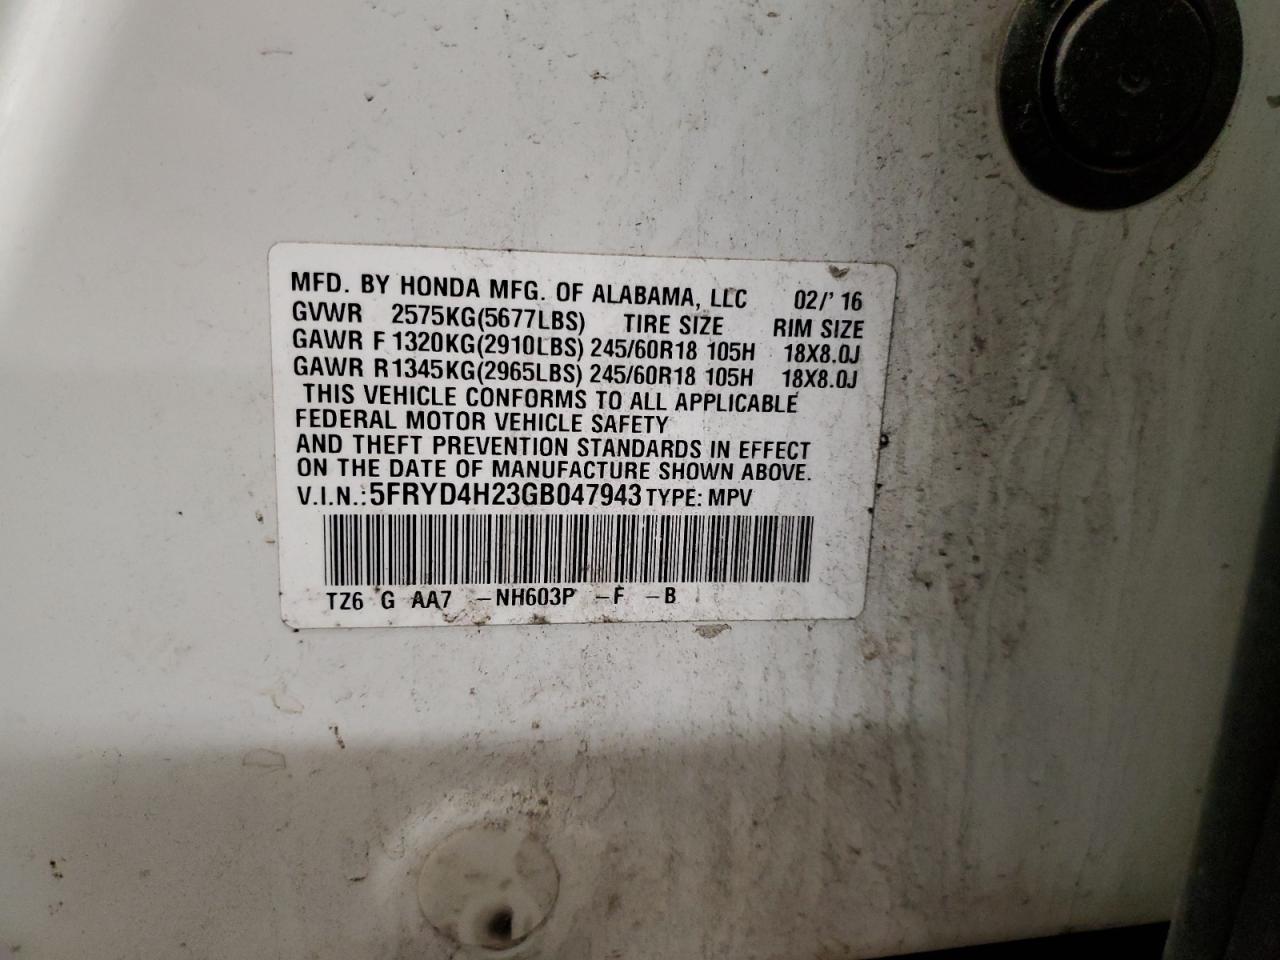 MFD. BY HONDA MFG. OF ALABAMA, LLC 02/' 16
GVWR 2575KG(5677LBS) TIRE SIZE RIM SIZE
GAWR F 1320KG(2910LBS) 245/60R18 105H 18X8.0J
GAWR R 1345KG(2965LBS) 245/60R18 105H 18X8.0J
THIS VEHICLE CONFORMS TO ALL APPLICABLE
FEDERAL MOTOR VEHICLE SAFETY
AND THEFT PREVENTION STANDARDS IN EFFECT
ON THE DATE OF MANUFACTURE SHOWN ABOVE.
V.I.N.:5FRYD4H23GB047943 TYPE: MPV
TZ6 G AA7 -NH603P -F -B